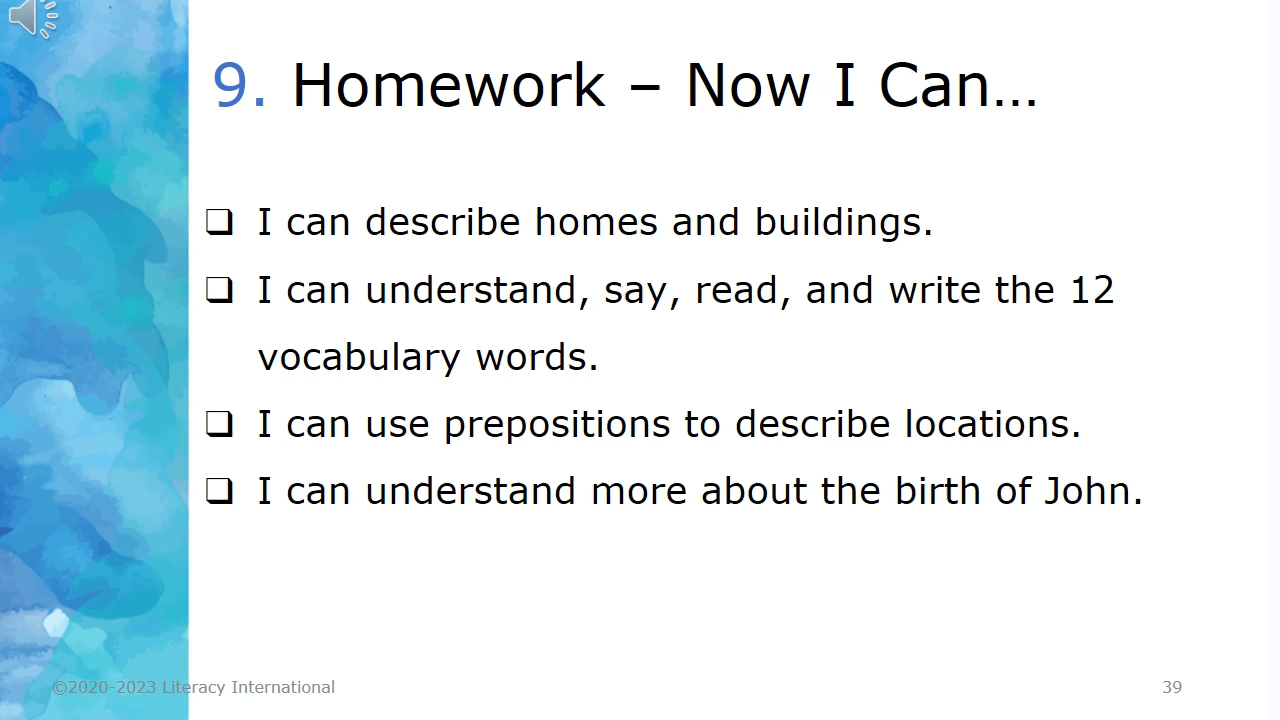 9. Homework – Now I Can…
❑ I can describe homes and buildings.
❑ I can understand, say, read, and write the 12
vocabulary words.
❑ I can use prepositions to describe locations.
❑ I can understand more about the birth of John.
©2020-2023 Literacy International
39